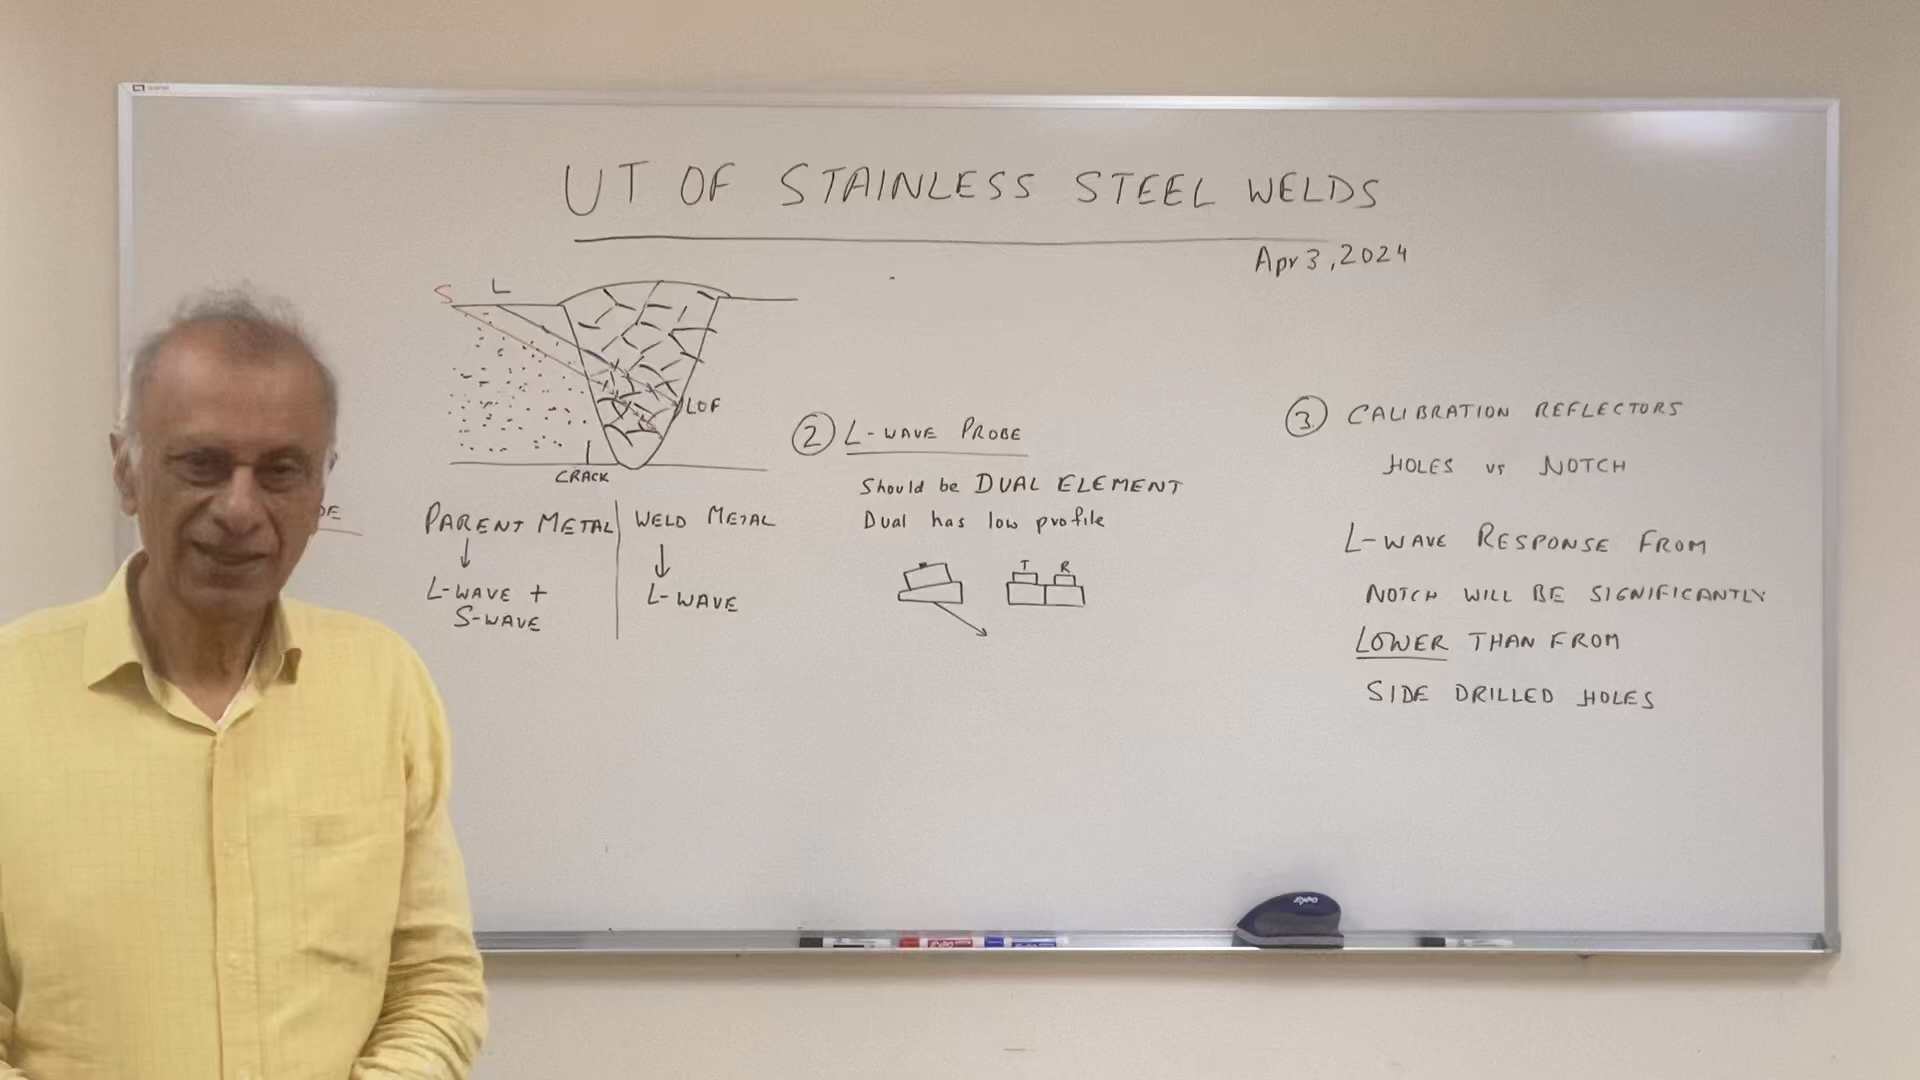 UT OF STAINLESS STEEL WELDS
Apr 3, 2024
S L
LOF
CRACK
PARENT METAL
L-WAVE +
S-WAVE
WELD METAL
L-WAVE
② L-WAVE PROBE
Should be DUAL ELEMENT
Dual has low profile
T R
③ CALIBRATION REFLECTORS
HOLES vs NOTCH
L-WAVE RESPONSE FROM
NOTCH WILL BE SIGNIFICANTLY
LOWER THAN FROM
SIDE DRILLED HOLES
EXPO